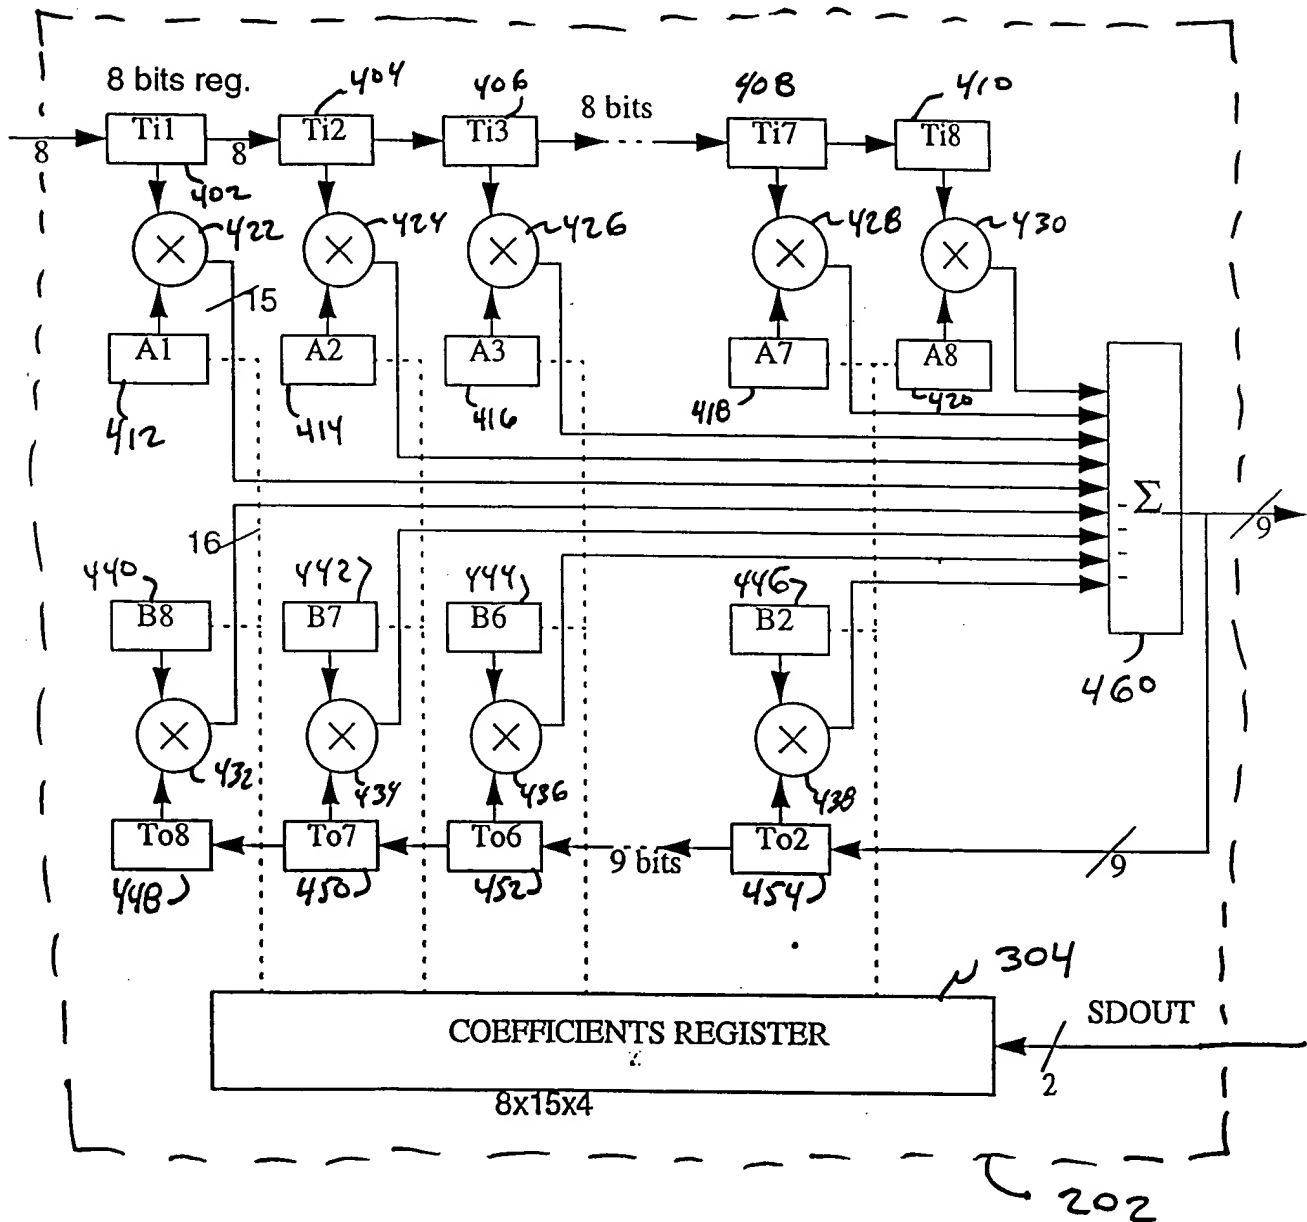 8 bits reg.
404
406
8 bits
408
410
Ti1
Ti2
Ti3
Ti7
Ti8
8
8
402
422
424
426
428
430
15
A1
A2
A3
A7
A8
412
414
416
418
420
Σ
9
16
440
442
444
446
B8
B7
B6
B2
460
432
434
436
438
To8
To7
To6
9 bits
To2
9
448
450
452
454
304
COEFFICIENTS REGISTER
SDOUT
2
8x15x4
202